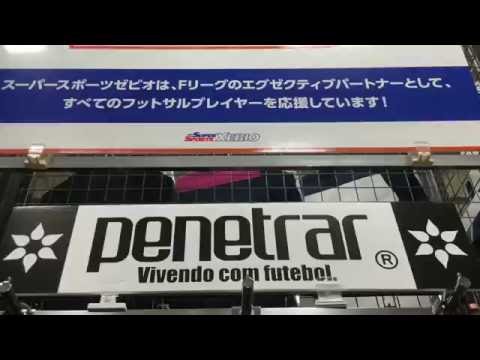 スーパースポーツゼビオは、Fリーグのエグゼクティブパートナーとして、
すべてのフットサルプレイヤーを応援しています!
SUPER SPORTS XEBIO
penetrar ®
Vivendo com futebol.